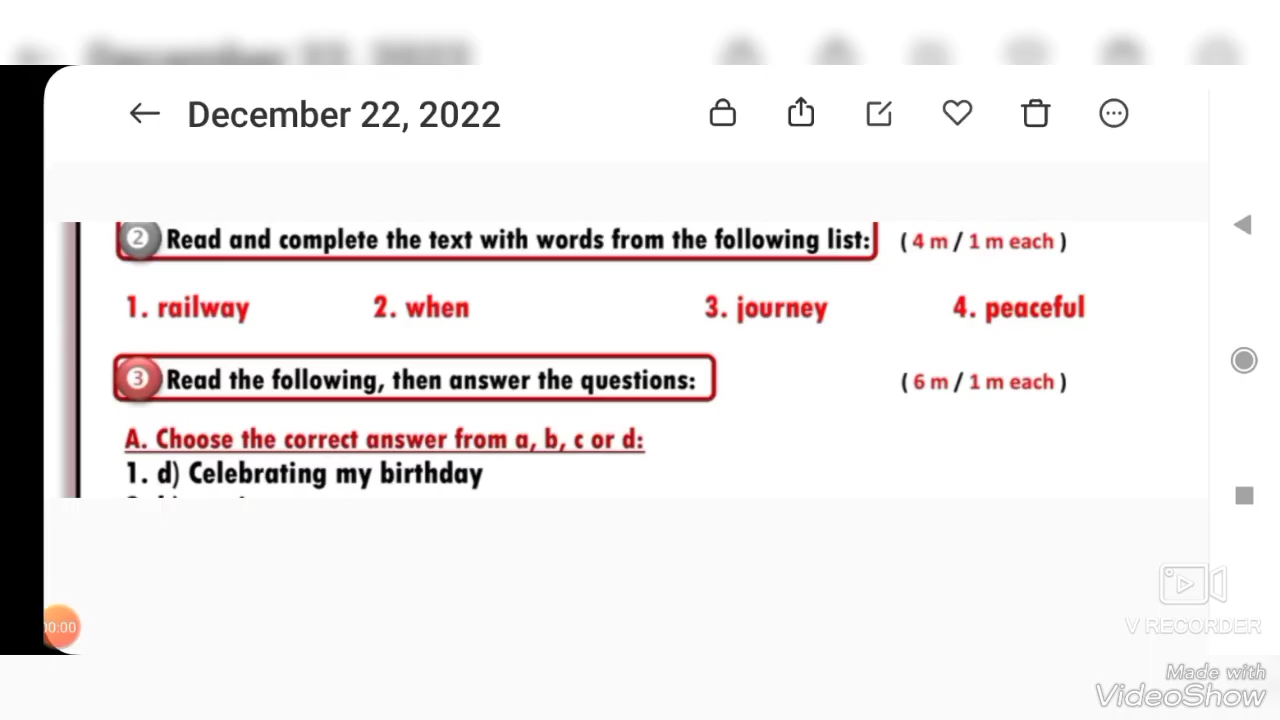 December 22, 2022
2 Read and complete the text with words from the following list: ( 4 m / 1 m each )
1. railway 2. when 3. journey 4. peaceful
3 Read the following, then answer the questions: ( 6 m / 1 m each )
A. Choose the correct answer from a, b, c or d:
1. d) Celebrating my birthday
00:00
V RECORDER
Made with
VideoShow